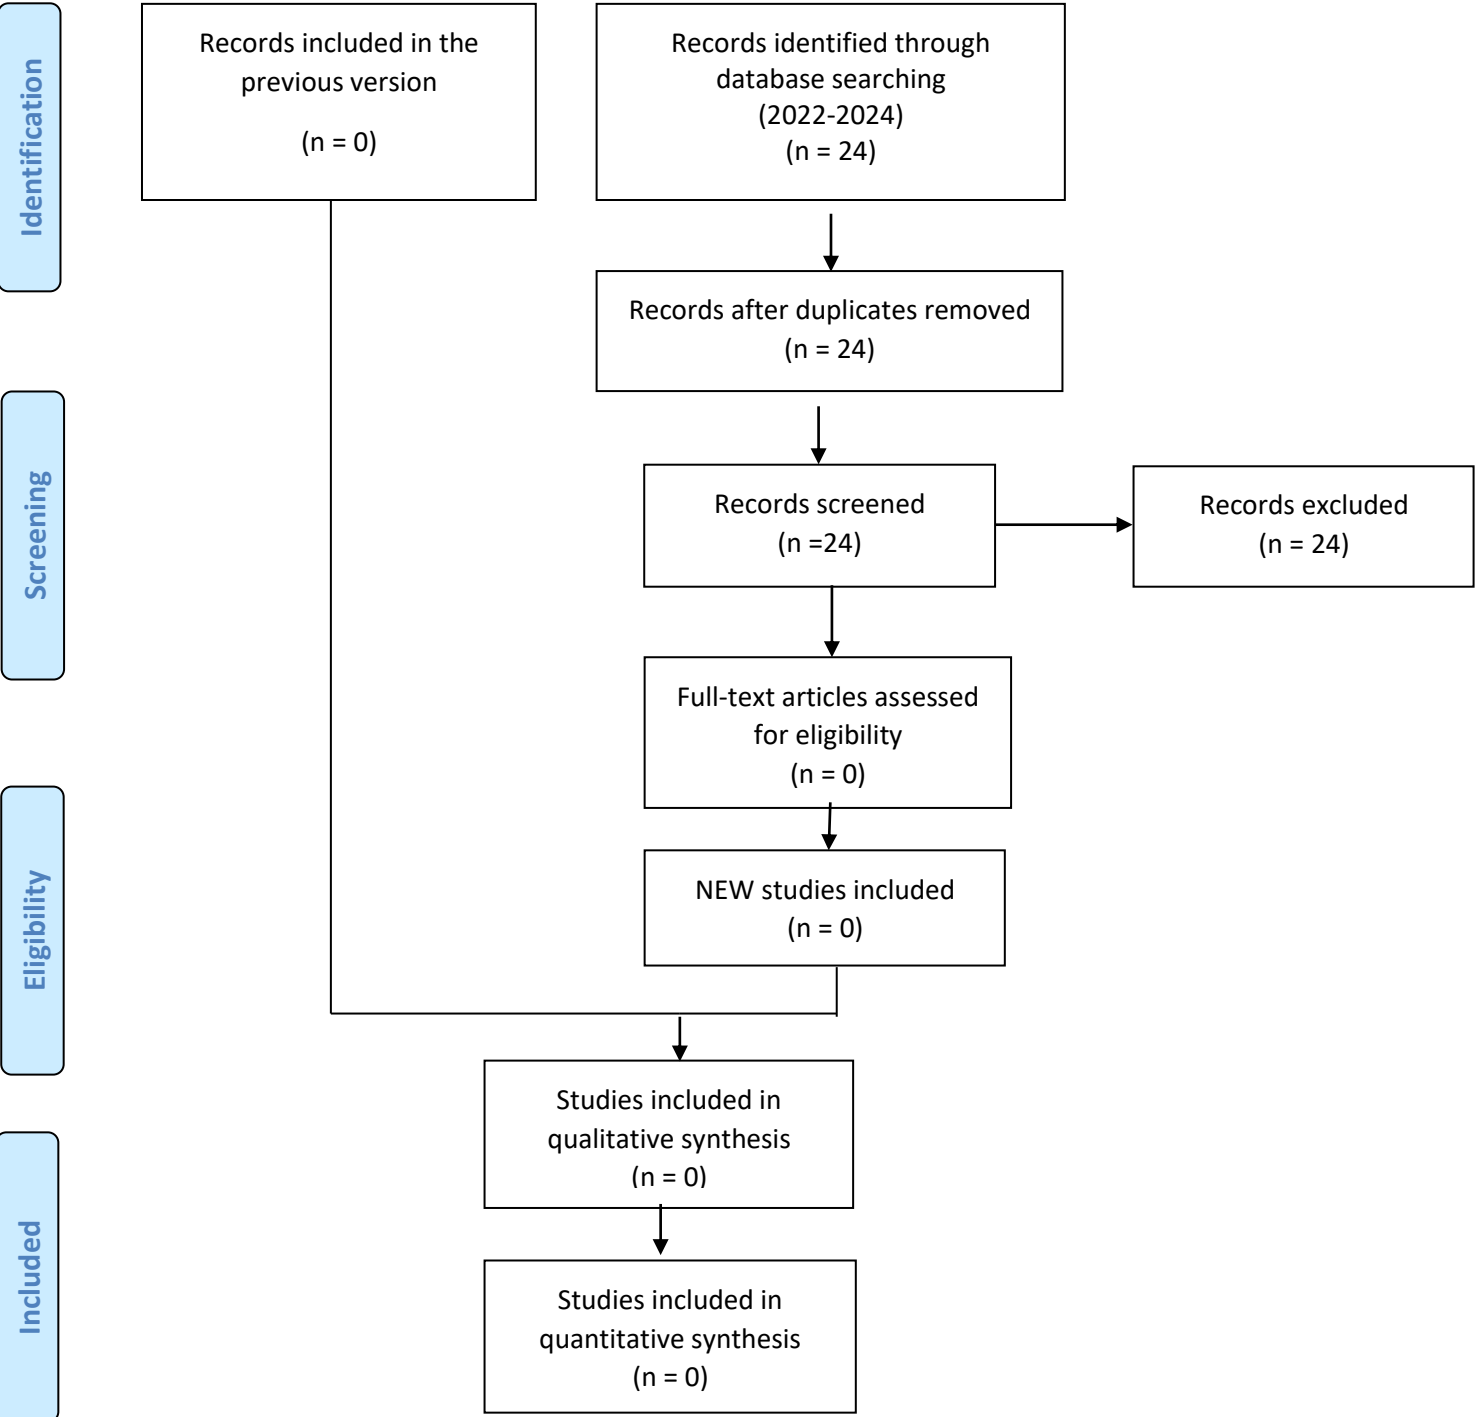 Identification
Records included in the
previous version
(n = 0)
Records identified through
database searching
(2022-2024)
(n = 24)
Records after duplicates removed
(n = 24)
Screening
Records screened
(n =24)
Records excluded
(n = 24)
Full-text articles assessed
for eligibility
(n = 0)
Eligibility
NEW studies included
(n = 0)
Studies included in
qualitative synthesis
(n = 0)
Included
Studies included in
quantitative synthesis
(n = 0)